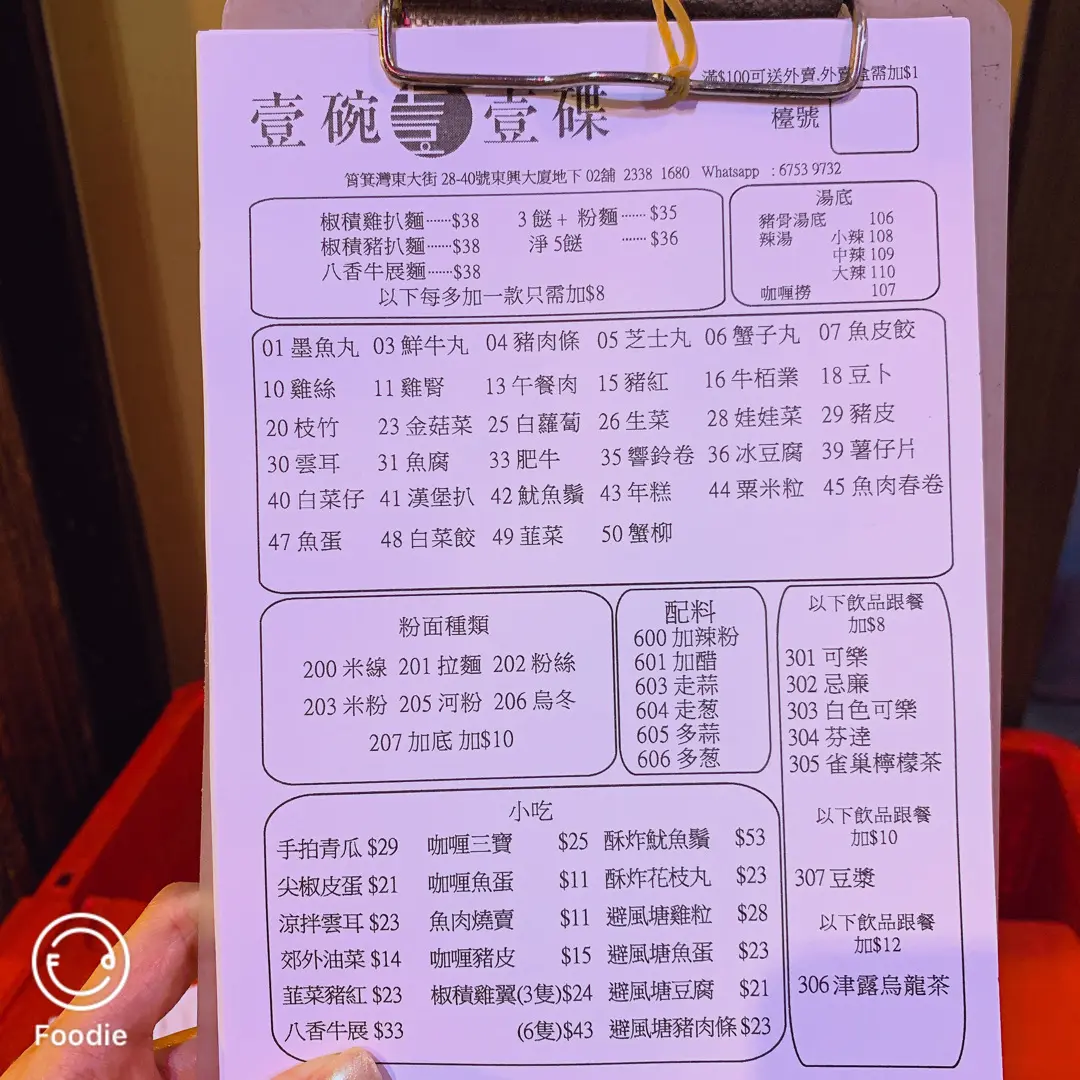 滿$100可送外賣.外賣盒需加$1
壹碗 壹碟
檯號
筲箕灣東大街 28-40號東興大廈地下 02舖 2338 1680 Whatsapp : 6753 9732
椒積雞扒麵……$38 3 餸 + 粉麵……$35
椒積豬扒麵……$38 淨 5餸 ……$36
八香牛展麵……$38
以下每多加一款只需加$8
湯底
豬骨湯底 106
辣湯 小辣 108
中辣 109
大辣 110
咖喱撈 107
01 墨魚丸 03 鮮牛丸 04 豬肉條 05 芝士丸 06 蟹子丸 07 魚皮餃
10 雞絲 11 雞腎 13 午餐肉 15 豬紅 16 牛栢業 18 豆卜
20 枝竹 23 金菇菜 25 白蘿蔔 26 生菜 28 娃娃菜 29 豬皮
30 雲耳 31 魚腐 33 肥牛 35 響鈴卷 36 冰豆腐 39 薯仔片
40 白菜仔 41 漢堡扒 42 魷魚鬚 43 年糕 44 粟米粒 45 魚肉春卷
47 魚蛋 48 白菜餃 49 韮菜 50 蟹柳
粉面種類
200 米線 201 拉麵 202 粉絲
203 米粉 205 河粉 206 烏冬
207 加底 加$10
配料
600 加辣粉
601 加醋
603 走蒜
604 走葱
605 多蒜
606 多葱
以下飲品跟餐
加$8
301 可樂
302 忌廉
303 白色可樂
304 芬達
305 雀巢檸檬茶
以下飲品跟餐
加$10
307 豆漿
以下飲品跟餐
加$12
306 津露烏龍茶
小吃
手拍青瓜 $29 咖喱三寶 $25 酥炸魷魚鬚 $53
尖椒皮蛋 $21 咖喱魚蛋 $11 酥炸花枝丸 $23
涼拌雲耳 $23 魚肉燒賣 $11 避風塘雞粒 $28
郊外油菜 $14 咖喱豬皮 $15 避風塘魚蛋 $23
韮菜豬紅 $23 椒積雞翼(3隻)$24 避風塘豆腐 $21
八香牛展 $33 (6隻)$43 避風塘豬肉條 $23
Foodie